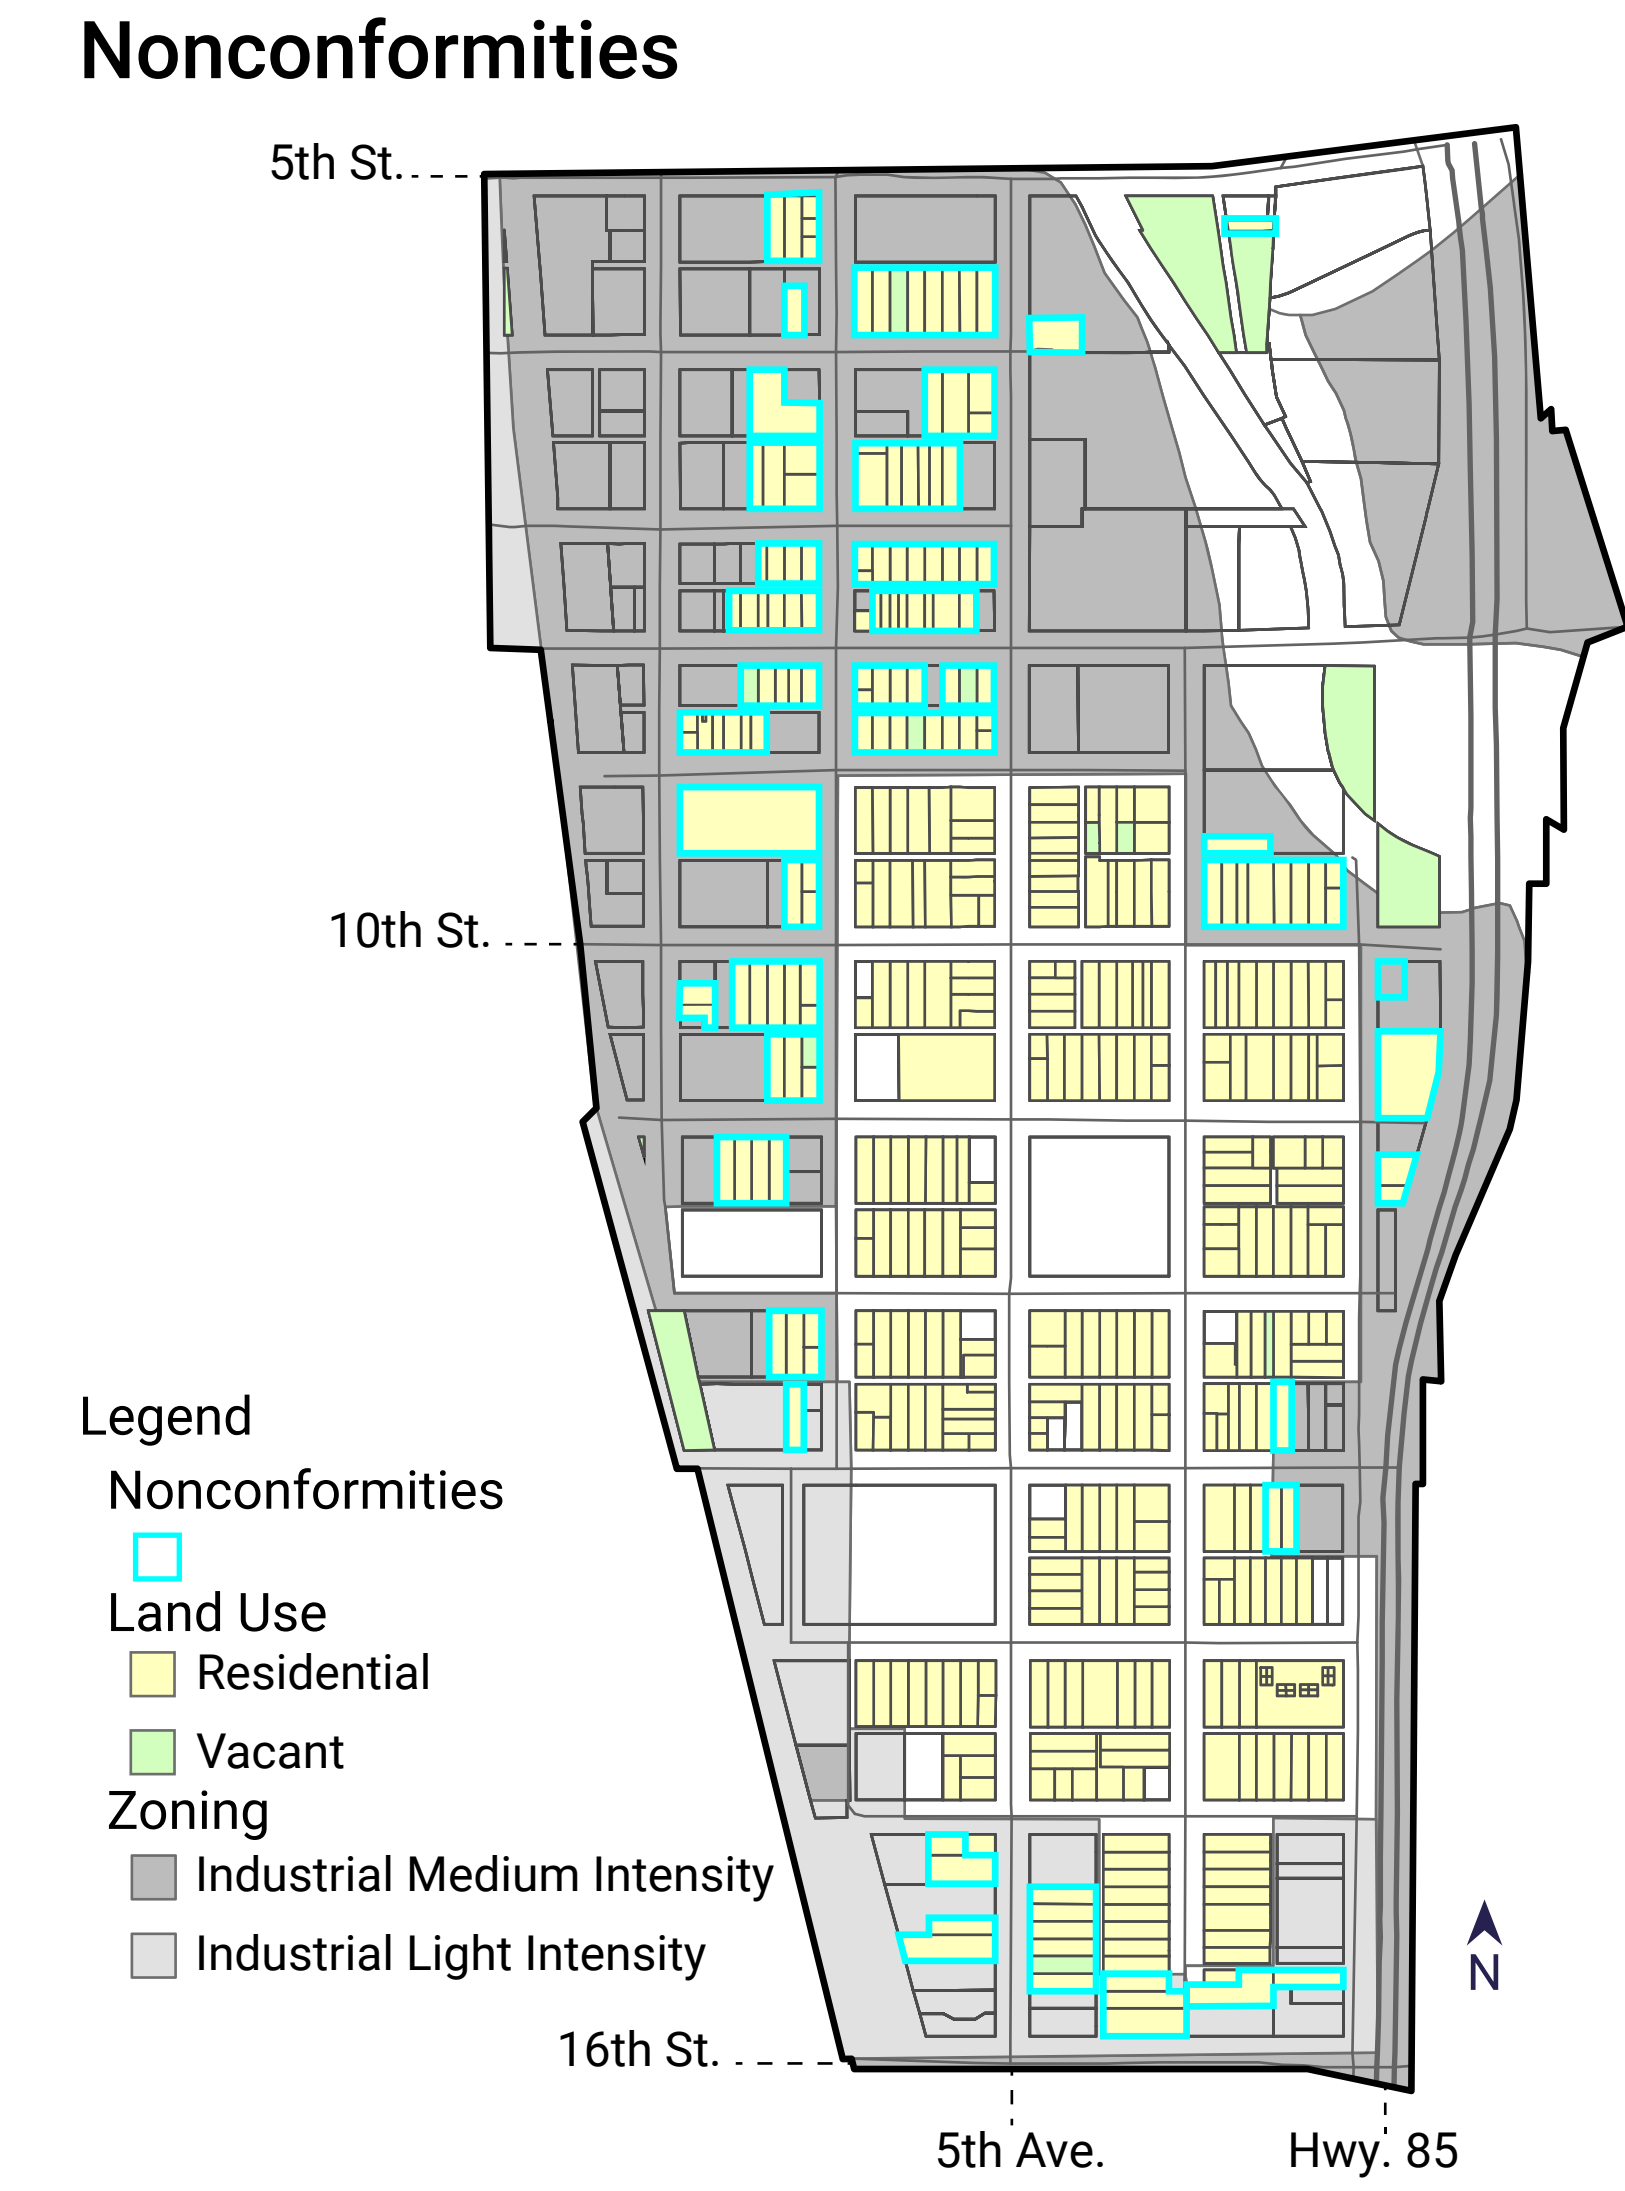 Nonconformities
5th St.
10th St.
Legend
Nonconformities
Land Use
Residential
Vacant
Zoning
Industrial Medium Intensity
Industrial Light Intensity
N
16th St.
5th Ave.
Hwy. 85